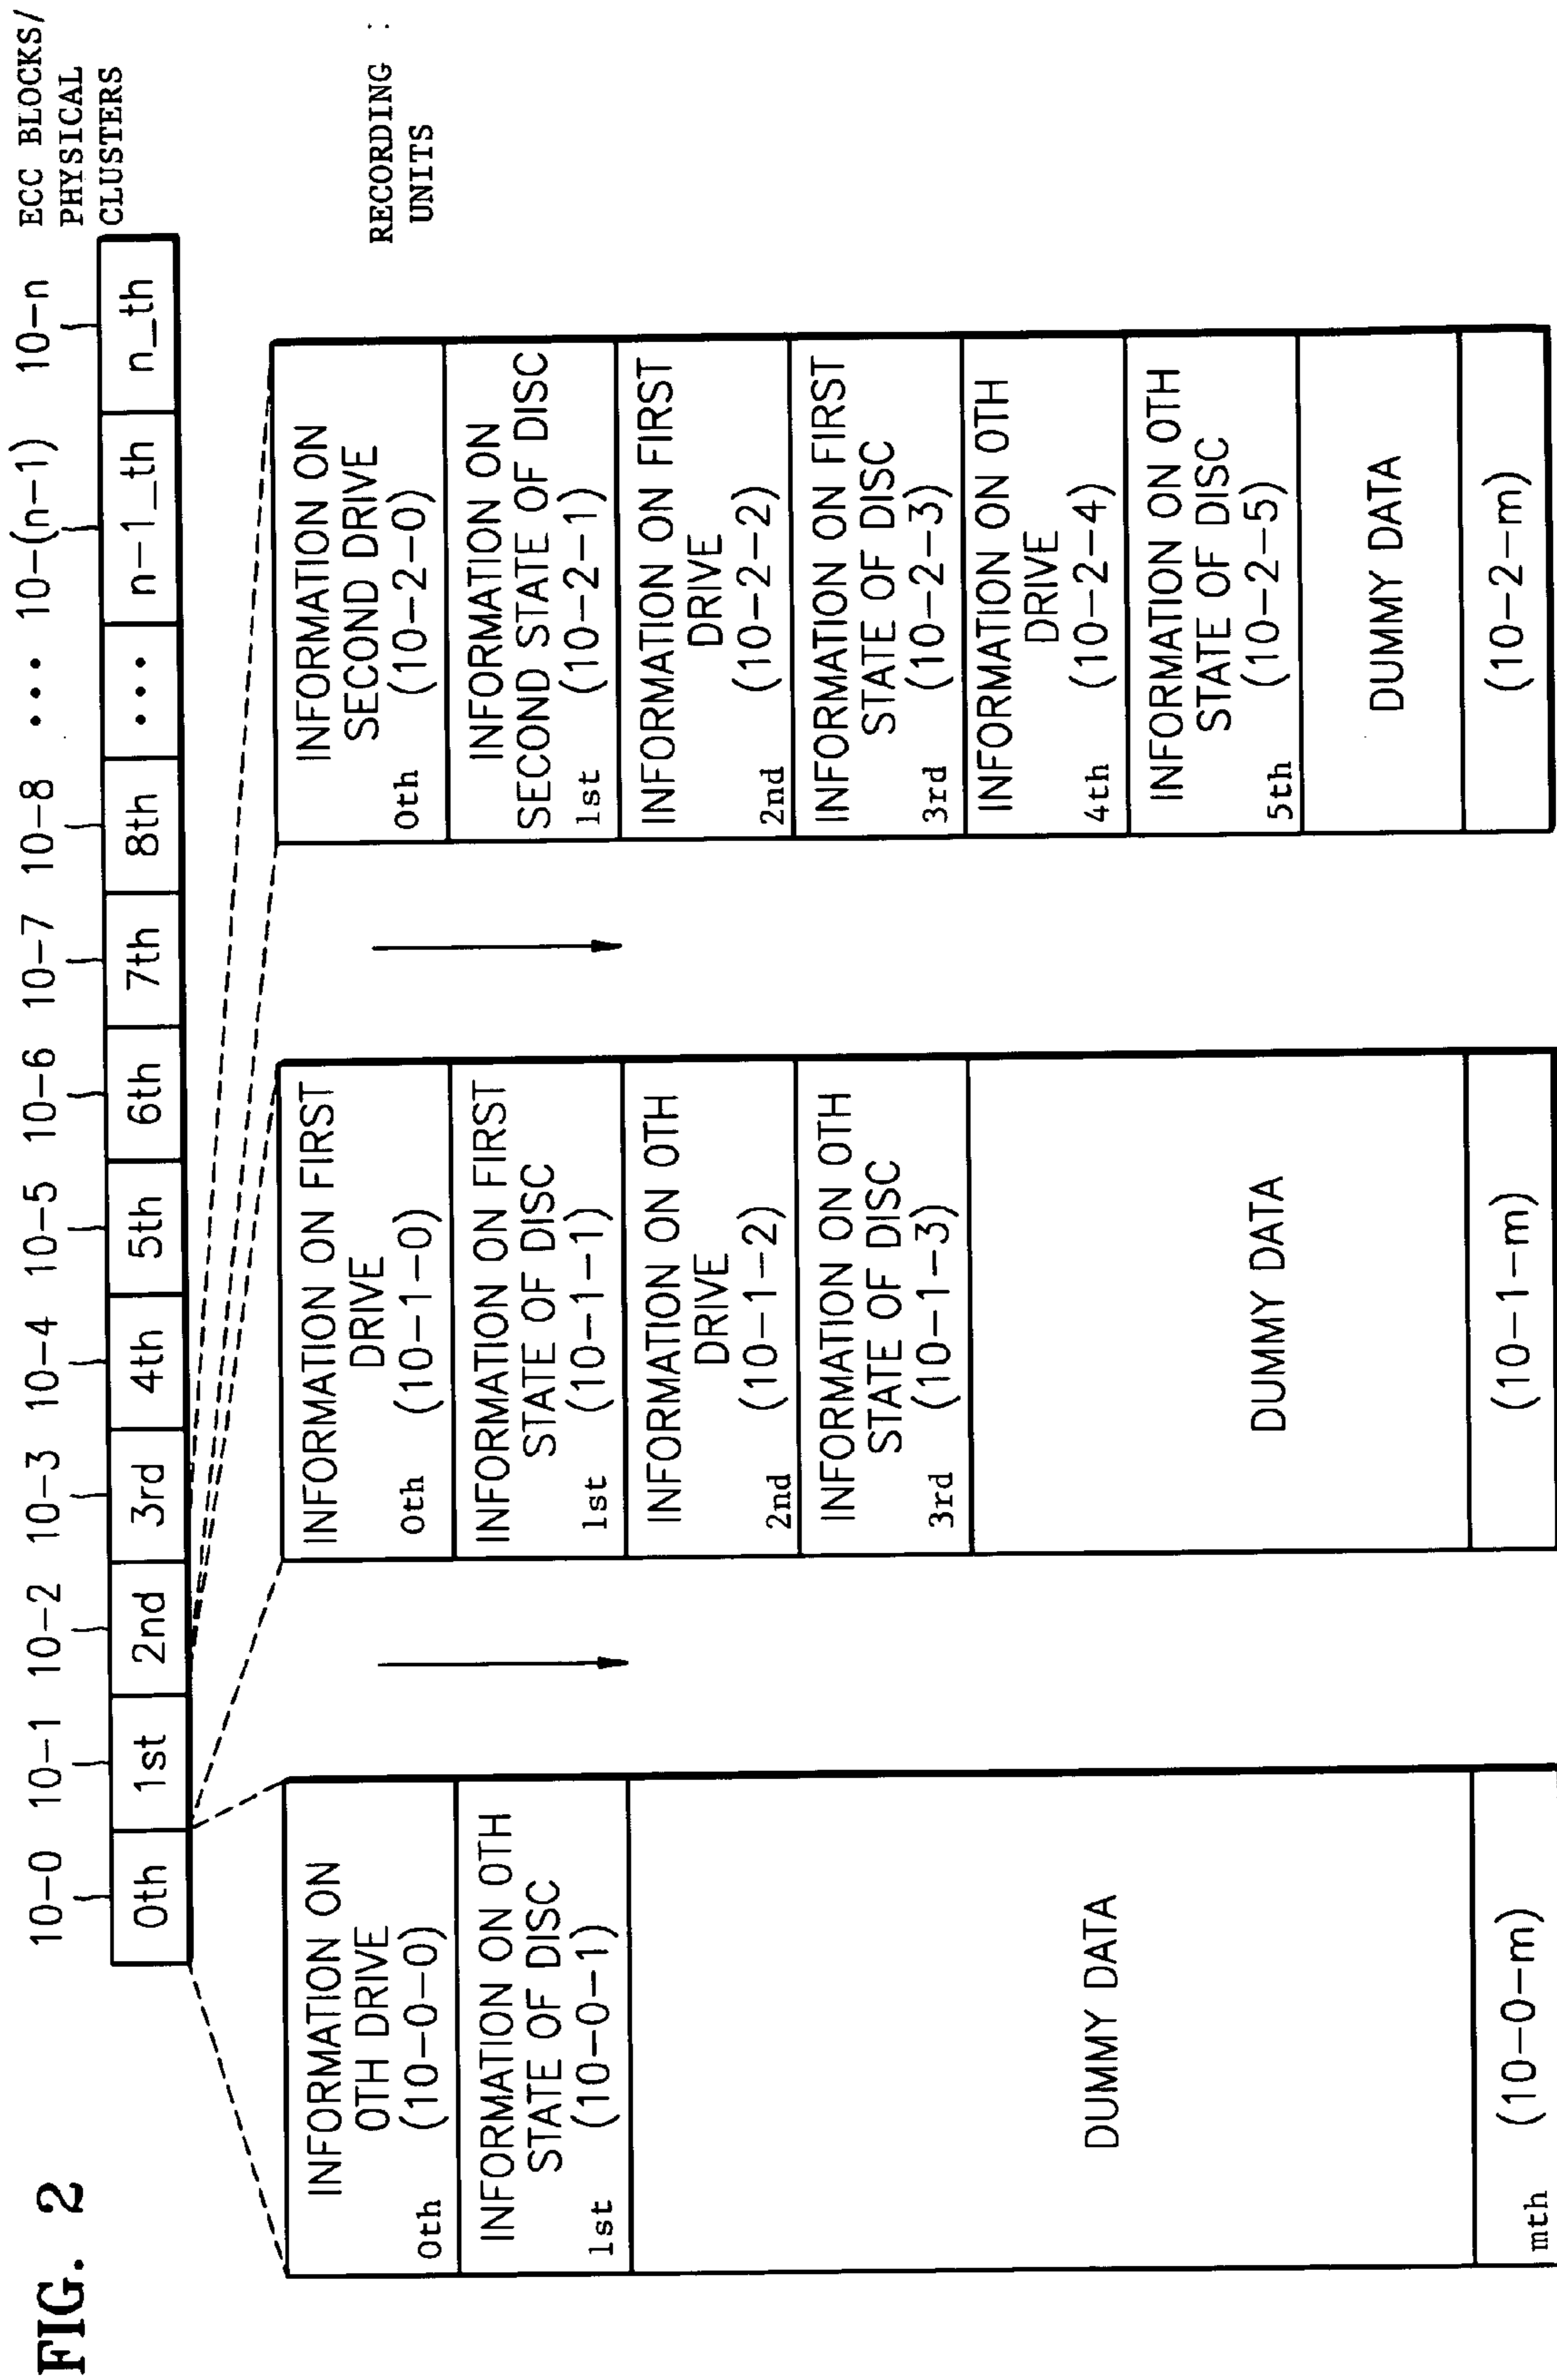 FIG. 2
10-0 10-1 10-2 10-3 10-4 10-5 10-6 10-7 10-8 ... 10-(n-1) 10-n
ECC BLOCKS/
PHYSICAL
CLUSTERS
0th 1st 2nd 3rd 4th 5th 6th 7th 8th ... n-1_th n_th
RECORDING :
UNITS
INFORMATION ON
0TH DRIVE
0th (10-0-0)
INFORMATION ON 0TH
STATE OF DISC
1st (10-0-1)
DUMMY DATA
mth (10-0-m)
INFORMATION ON FIRST
DRIVE
0th (10-1-0)
INFORMATION ON FIRST
STATE OF DISC
1st (10-1-1)
INFORMATION ON 0TH
DRIVE
2nd (10-1-2)
INFORMATION ON 0TH
STATE OF DISC
3rd (10-1-3)
DUMMY DATA
(10-1-m)
INFORMATION ON
SECOND DRIVE
0th (10-2-0)
INFORMATION ON
SECOND STATE OF DISC
1st (10-2-1)
INFORMATION ON FIRST
DRIVE
2nd (10-2-2)
INFORMATION ON FIRST
STATE OF DISC
3rd (10-2-3)
INFORMATION ON 0TH
DRIVE
4th (10-2-4)
INFORMATION ON 0TH
STATE OF DISC
5th (10-2-5)
DUMMY DATA
(10-2-m)